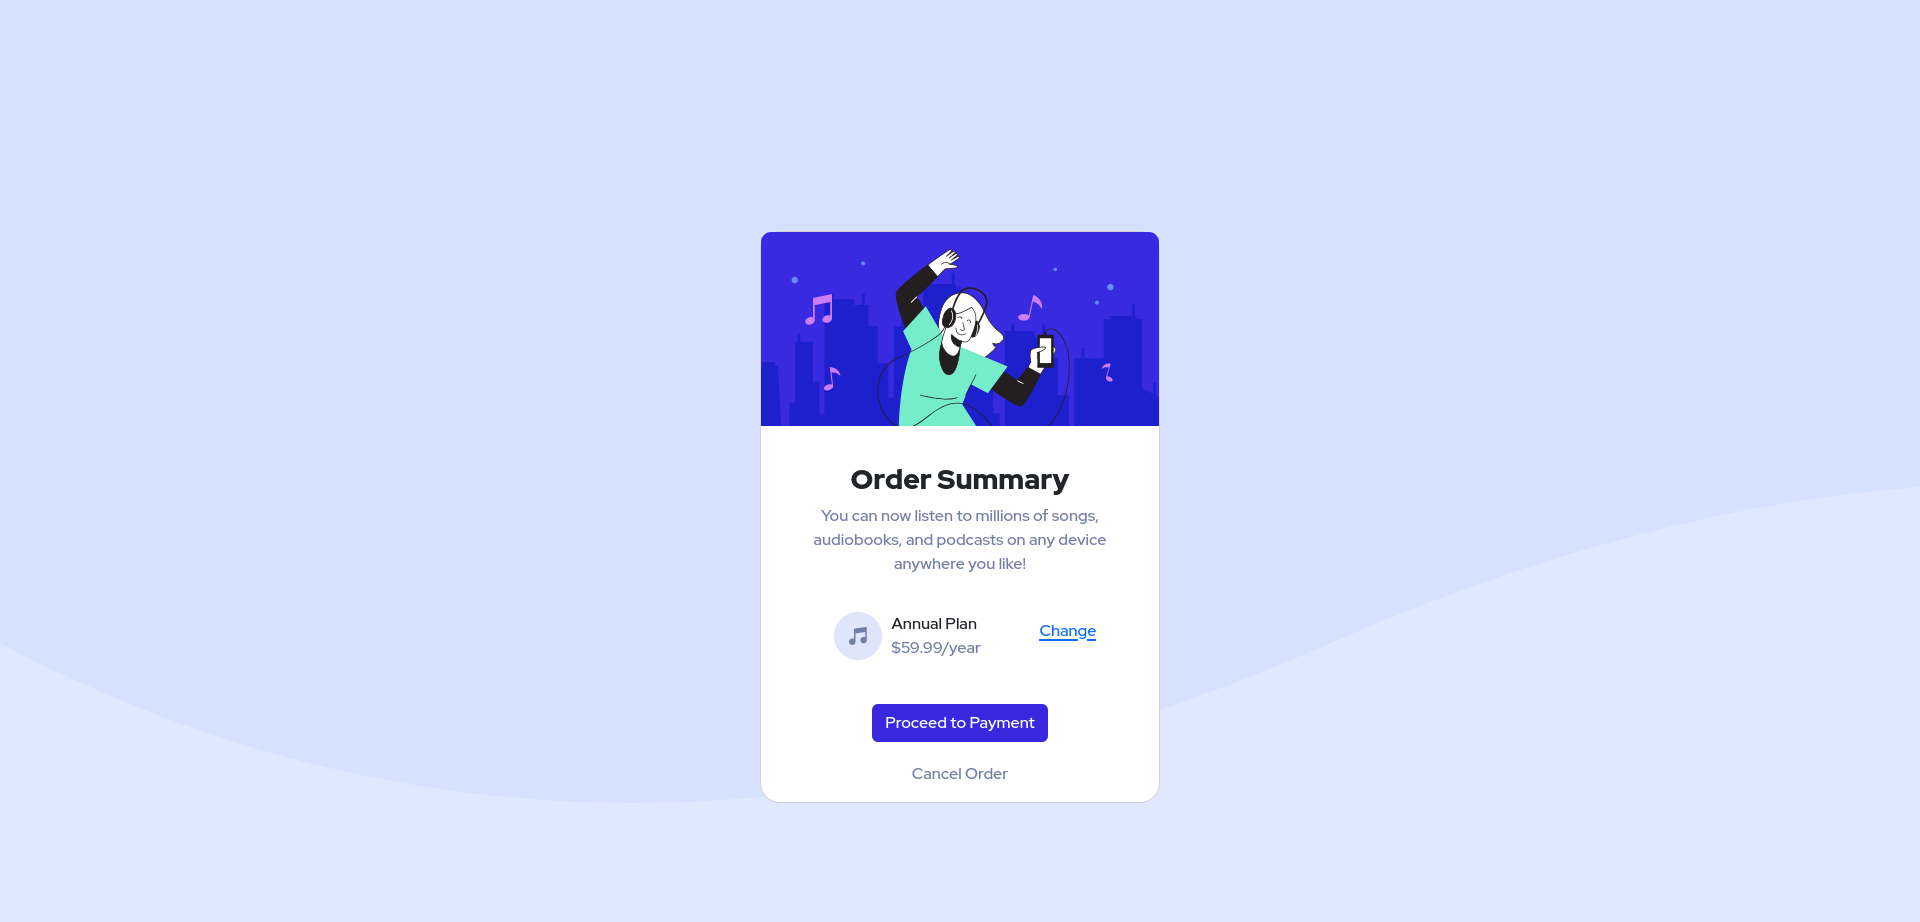 Order Summary
You can now listen to millions of songs,
audiobooks, and podcasts on any device
anywhere you like!
Annual Plan
$59.99/year
Change
Proceed to Payment
Cancel Order